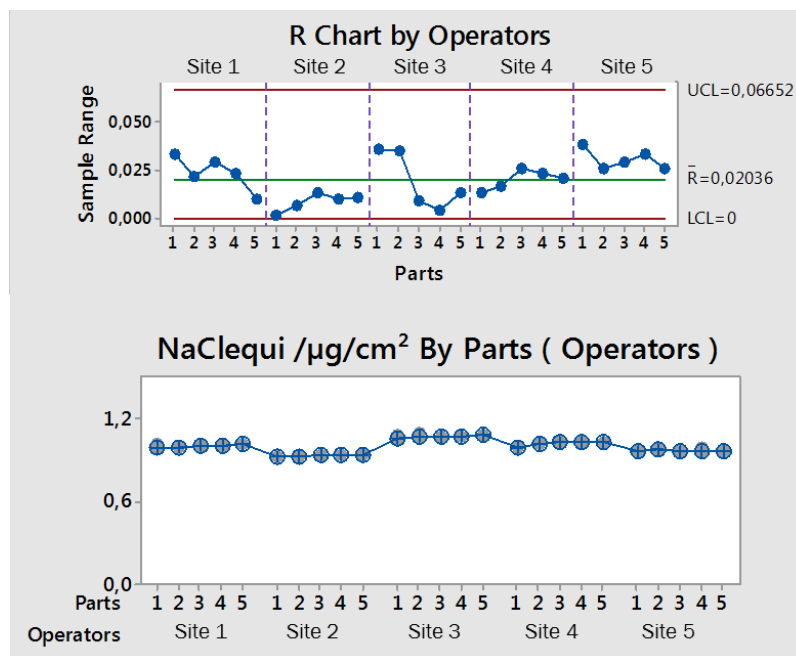 R Chart by Operators
Site 1 Site 2 Site 3 Site 4 Site 5
UCL=0,06652
0,050
0,025
R̄=0,02036
0,000
LCL=0
Sample Range
1 2 3 4 5 1 2 3 4 5 1 2 3 4 5 1 2 3 4 5 1 2 3 4 5
Parts
NaClequi /µg/cm² By Parts ( Operators )
1,2
0,6
0,0
Parts 1 2 3 4 5 1 2 3 4 5 1 2 3 4 5 1 2 3 4 5 1 2 3 4 5
Operators Site 1 Site 2 Site 3 Site 4 Site 5